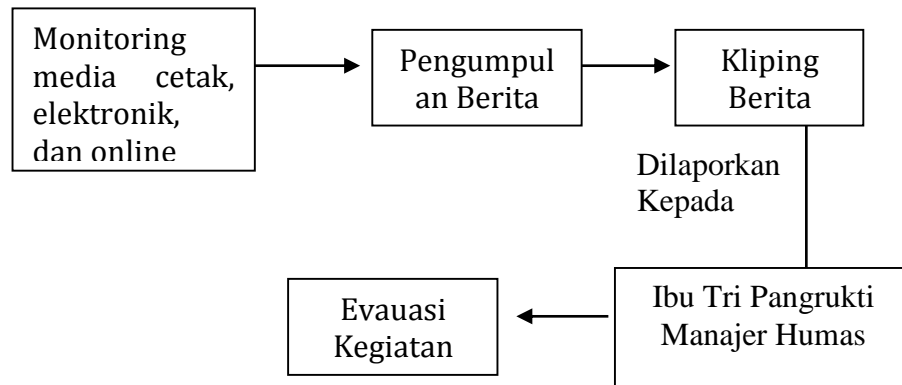 Monitoring
media cetak,
elektronik,
dan online
Pengumpul
an Berita
Kliping
Berita
Dilaporkan
Kepada
Ibu Tri Pangrukti
Manajer Humas
Evauasi
Kegiatan